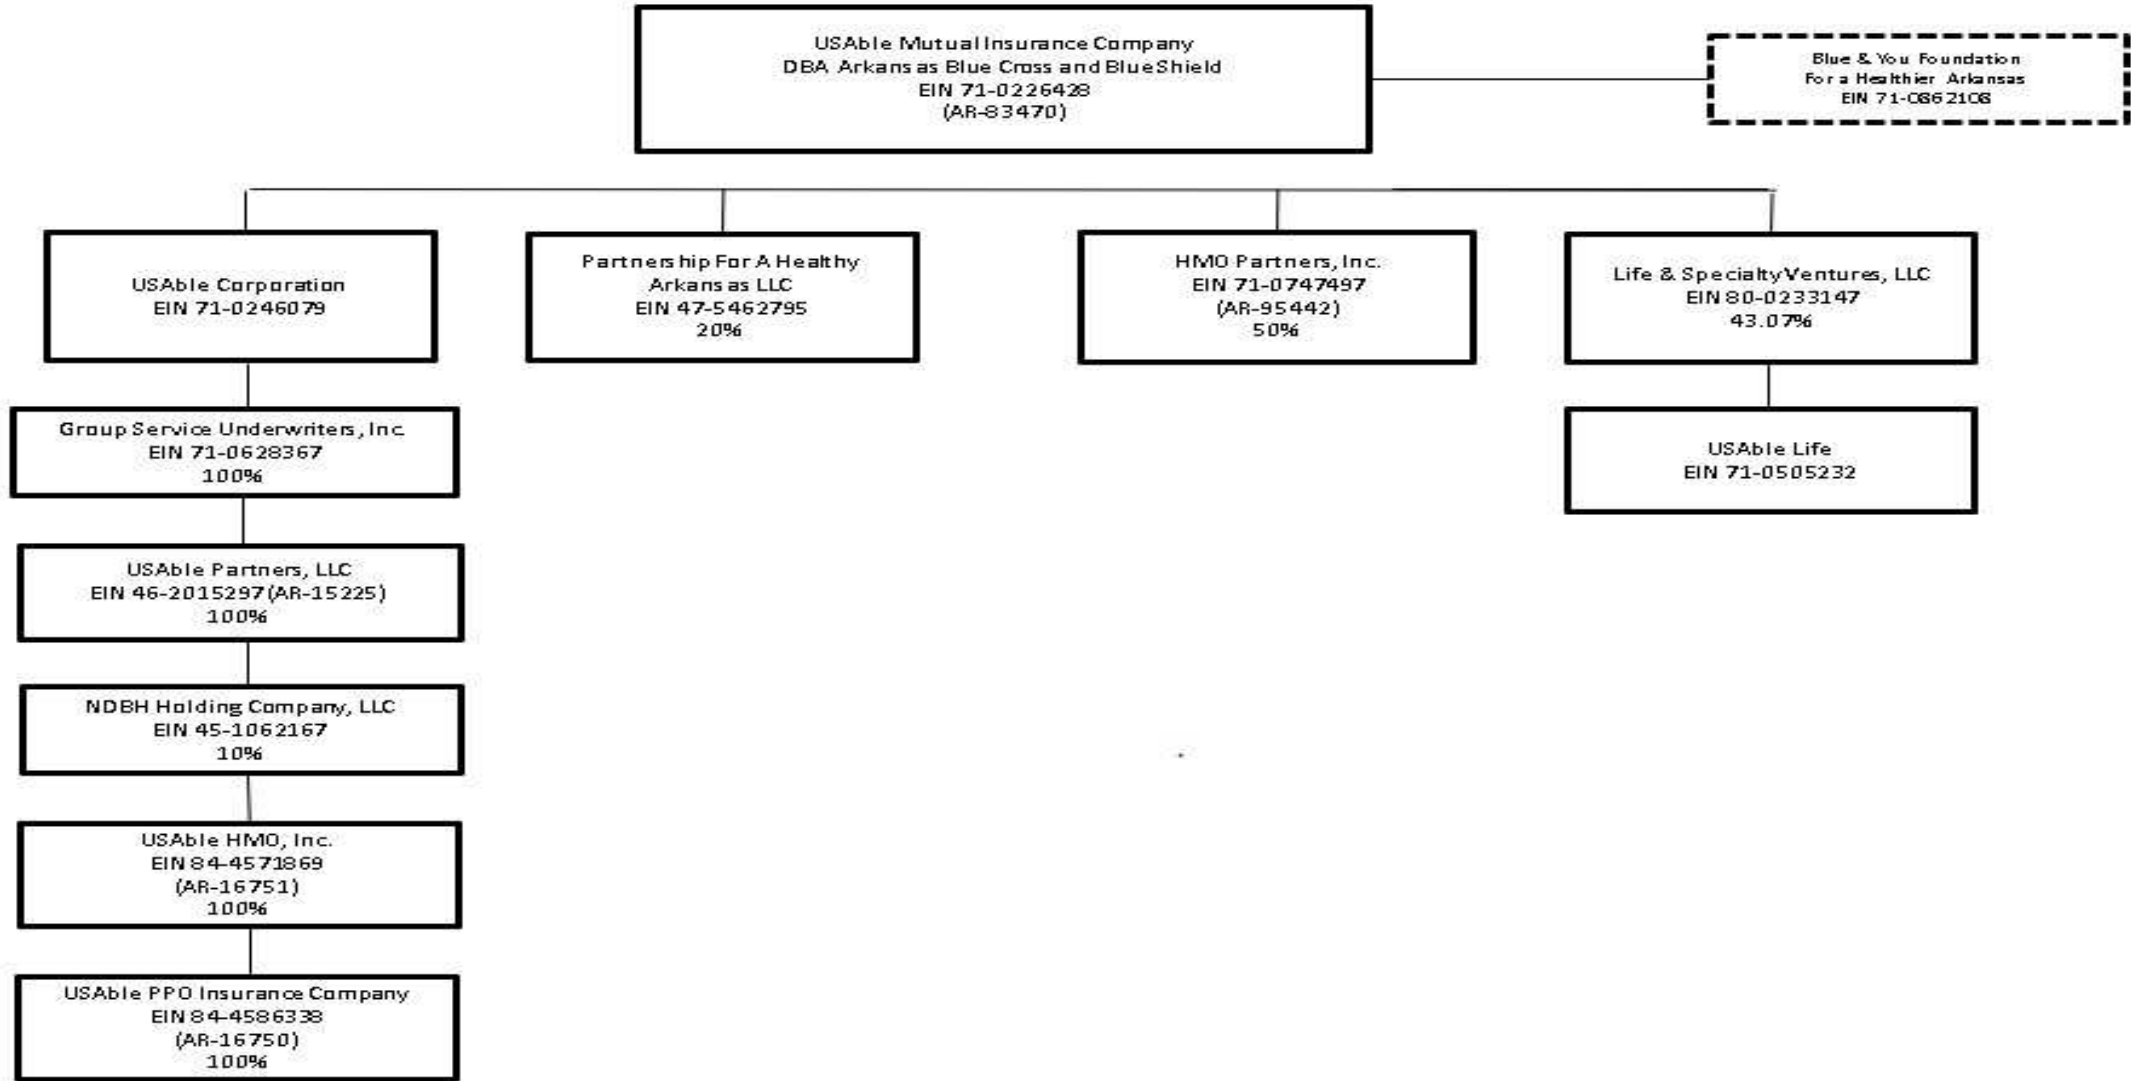 USAble Mutual Insurance Company
DBA Arkansas Blue Cross and Blue Shield
EIN 71-0226428
(AR-83470)
Blue & You Foundation
For a Healthier Arkansas
EIN 71-0862108
USAble Corporation
EIN 71-0246079
Partnership For A Healthy
Arkansas LLC
EIN 47-5462795
20%
HMO Partners, Inc.
EIN 71-0747497
(AR-95442)
50%
Life & Specialty Ventures, LLC
EIN 80-0233147
43.07%
Group Service Underwriters, Inc.
EIN 71-0628367
100%
USAble Life
EIN 71-0505232
USAble Partners, LLC
EIN 46-2015297(AR-15225)
100%
NDBH Holding Company, LLC
EIN 45-1062167
10%
USAble HMO, Inc.
EIN 84-4571869
(AR-16751)
100%
USAble PPO Insurance Company
EIN 84-4586338
(AR-16750)
100%